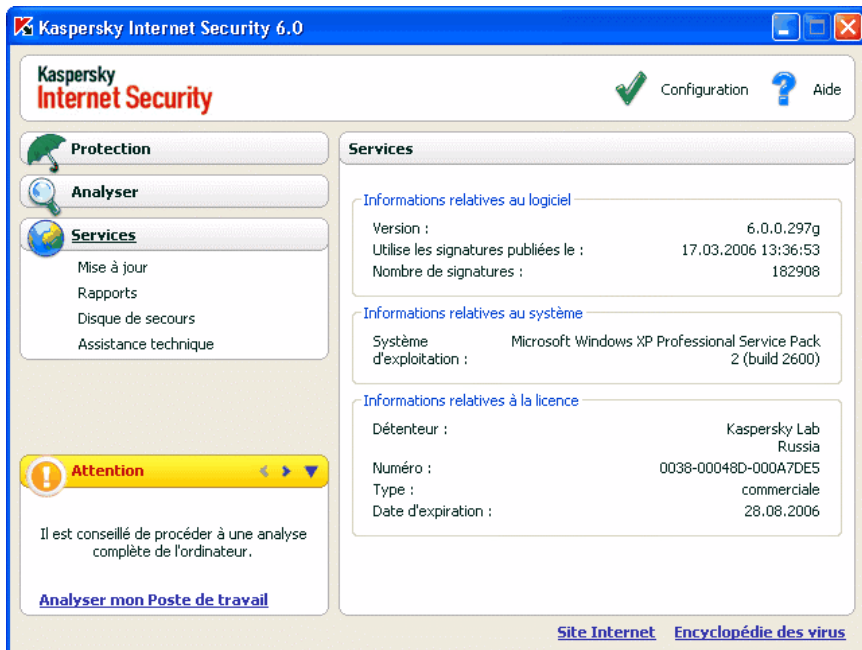 Kaspersky Internet Security 6.0
Kaspersky
Internet Security
Configuration
Aide
Protection
Analyser
Services
Mise à jour
Rapports
Disque de secours
Assistance technique
Attention
Il est conseillé de procéder à une analyse
complète de l'ordinateur.
Analyser mon Poste de travail
Services
Informations relatives au logiciel
Version : 6.0.0.297g
Utilise les signatures publiées le : 17.03.2006 13:36:53
Nombre de signatures : 182908
Informations relatives au système
Système Microsoft Windows XP Professional Service Pack
d'exploitation : 2 (build 2600)
Informations relatives à la licence
Détenteur : Kaspersky Lab
Russia
Numéro : 0038-00048D-000A7DE5
Type : commerciale
Date d'expiration : 28.08.2006
Site Internet Encyclopédie des virus